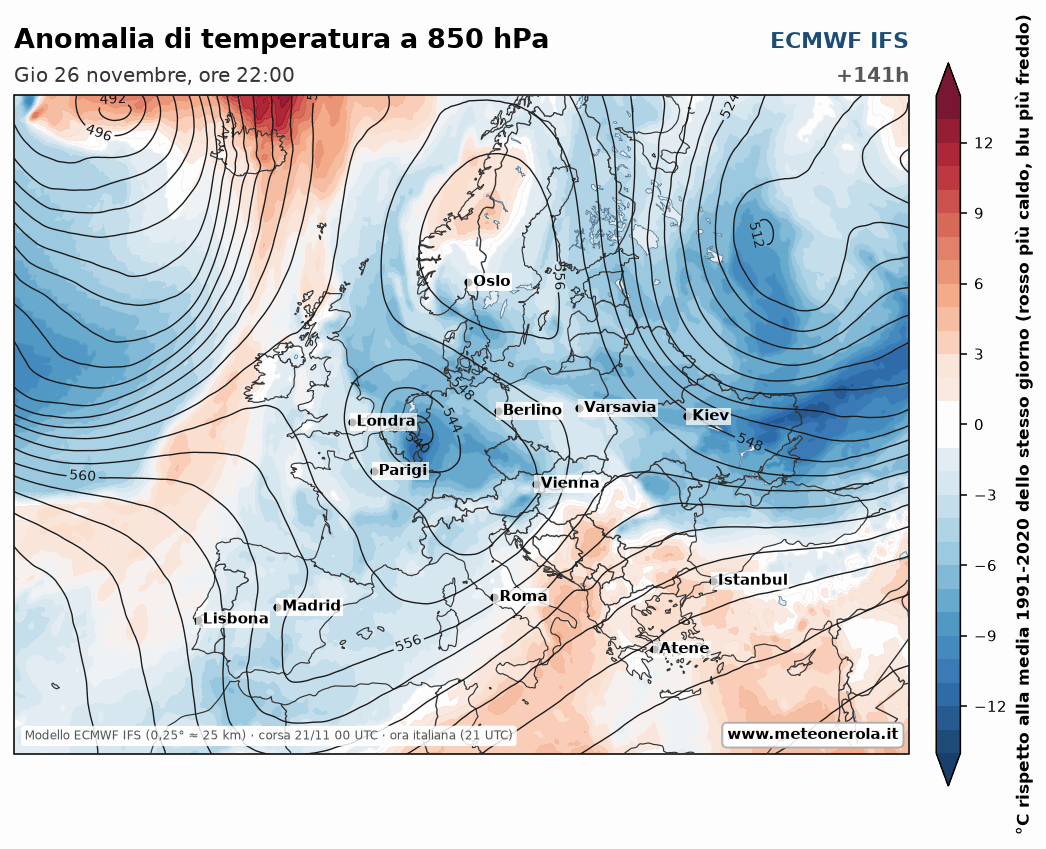 Anomalia di temperatura a 850 hPa
ECMWF IFS
Gio 26 novembre, ore 22:00
+141h
492
496
524
512
Oslo
556
548
544
540
Londra
Berlino
Varsavia
Kiev
548
Parigi
560
Vienna
Istanbul
Roma
Madrid
Lisbona
556
Atene
Modello ECMWF IFS (0,25° ≈ 25 km) · corsa 21/11 00 UTC · ora italiana (21 UTC)
www.meteonerola.it
12
9
6
3
0
−3
−6
−9
−12
°C rispetto alla media 1991-2020 dello stesso giorno (rosso più caldo, blu più freddo)